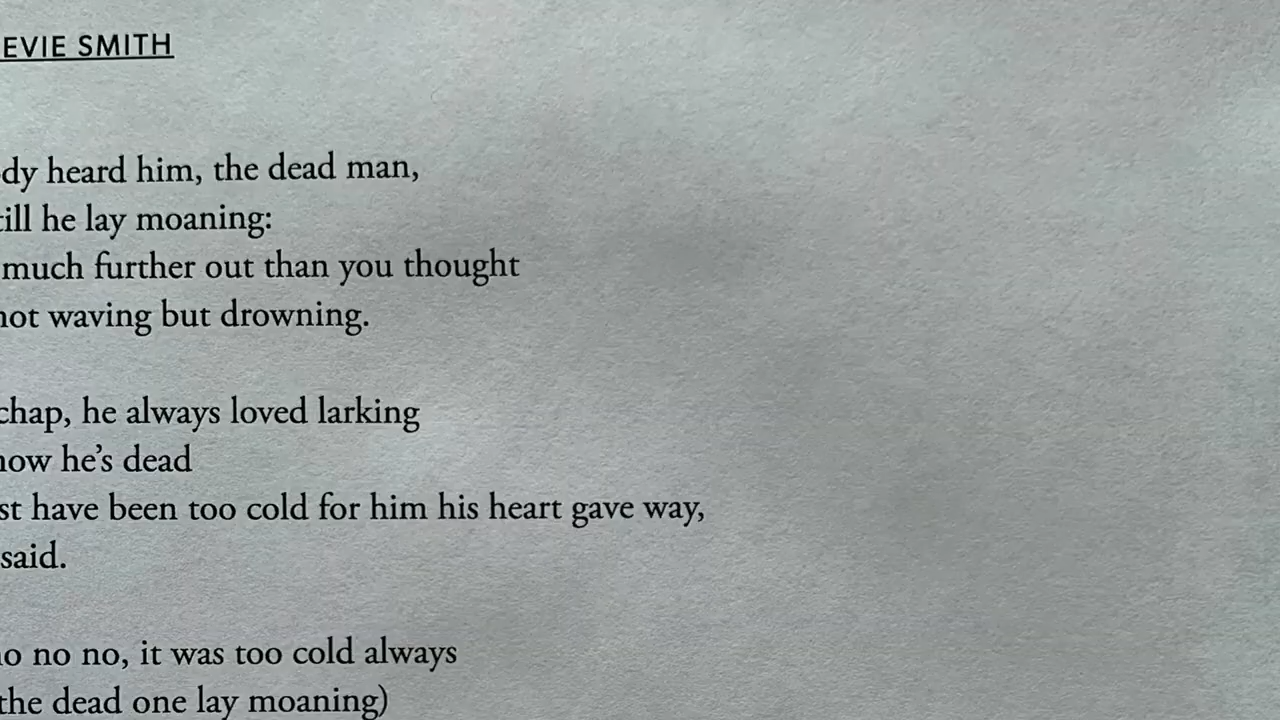 EVIE SMITH
dy heard him, the dead man,
till he lay moaning:
much further out than you thought
not waving but drowning.
chap, he always loved larking
now he’s dead
st have been too cold for him his heart gave way,
said.
no no no, it was too cold always
the dead one lay moaning)